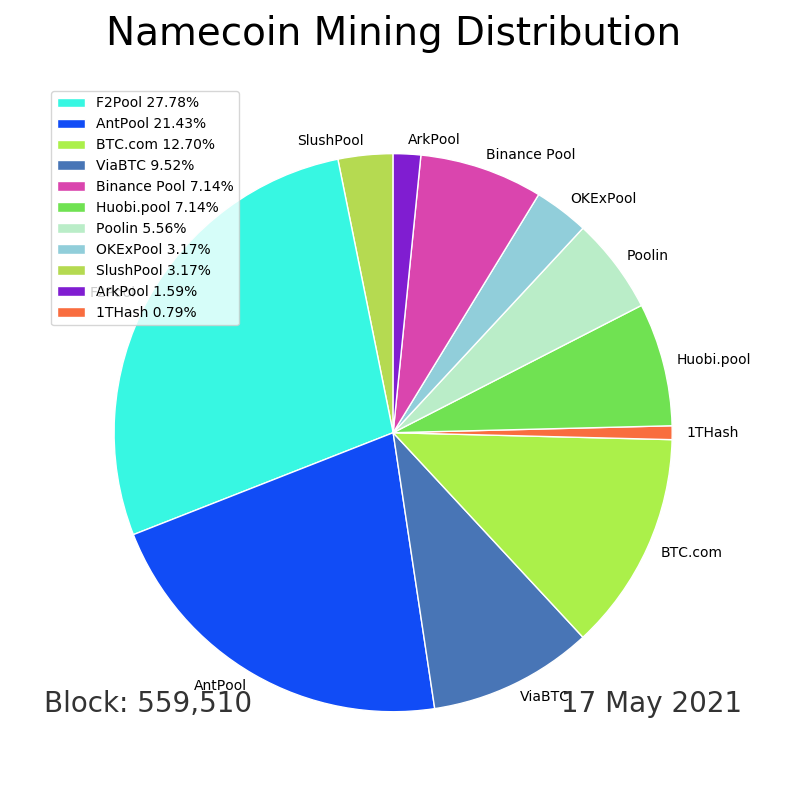 Namecoin Mining Distribution
F2Pool 27.78%
AntPool 21.43%
BTC.com 12.70%
ViaBTC 9.52%
Binance Pool 7.14%
Huobi.pool 7.14%
Poolin 5.56%
OKExPool 3.17%
SlushPool 3.17%
ArkPool 1.59%
1THash 0.79%
SlushPool
ArkPool
Binance Pool
OKExPool
Poolin
Huobi.pool
1THash
BTC.com
ViaBTC
AntPool
Block: 559,510
17 May 2021